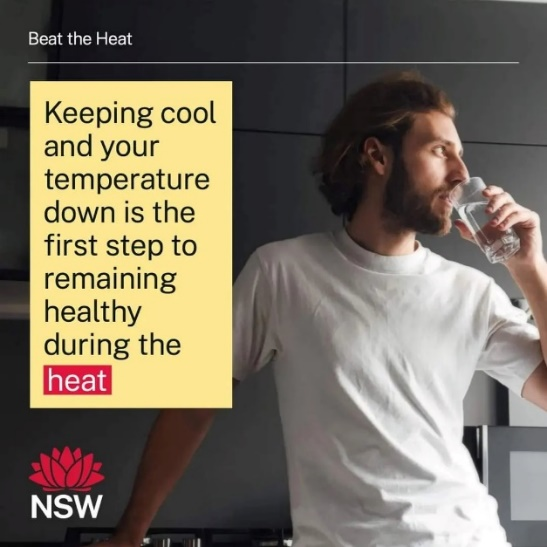 Beat the Heat
Keeping cool
and your
temperature
down is the
first step to
remaining
healthy
during the
heat
NSW